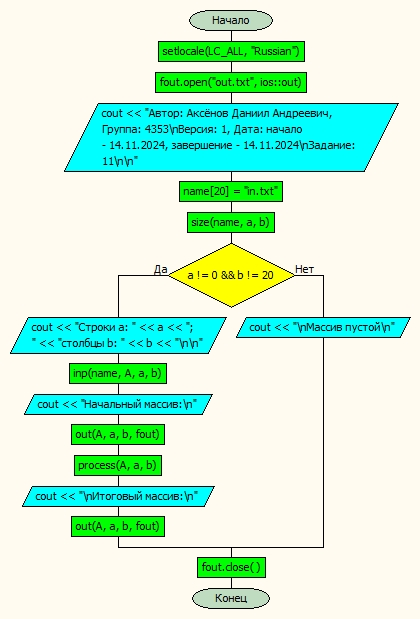 Начало
setlocale(LC_ALL, "Russian")
fout.open("out.txt", ios::out)
cout << "Автор: Аксёнов Даниил Андреевич,
Группа: 4353\nВерсия: 1, Дата: начало
- 14.11.2024, завершение - 14.11.2024\nЗадание:
11\n\n"
name[20] = "in.txt"
size(name, a, b)
a != 0 && b != 20
Да
Нет
cout << "Строки a: " << a << ";
" << "столбцы b: " << b << "\n\n"
cout << "\nМассив пустой\n"
inp(name, A, a, b)
cout << "Начальный массив:\n"
out(A, a, b, fout)
process(A, a, b)
cout << "\nИтоговый массив:\n"
out(A, a, b, fout)
fout.close( )
Конец